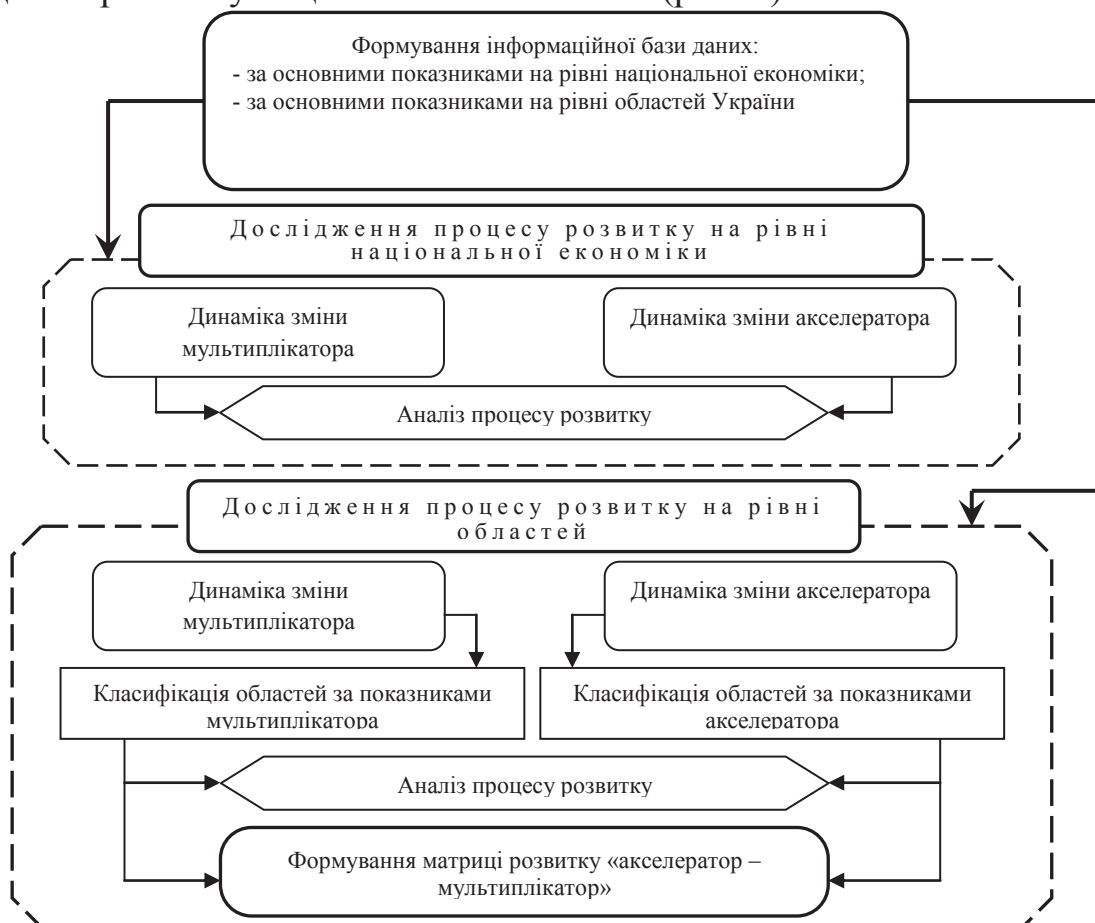 Формування інформаційної бази даних:
- за основними показниками на рівні національної економіки;
- за основними показниками на рівні областей України
Дослідження процесу розвитку на рівні
національної економіки
Динаміка зміни
мультиплікатора
Динаміка зміни акселератора
Аналіз процесу розвитку
Дослідження процесу розвитку на рівні
областей
Динаміка зміни
мультиплікатора
Динаміка зміни акселератора
Класифікація областей за показниками
мультиплікатора
Класифікація областей за показниками
акселератора
Аналіз процесу розвитку
Формування матриці розвитку «акселератор –
мультиплікатор»